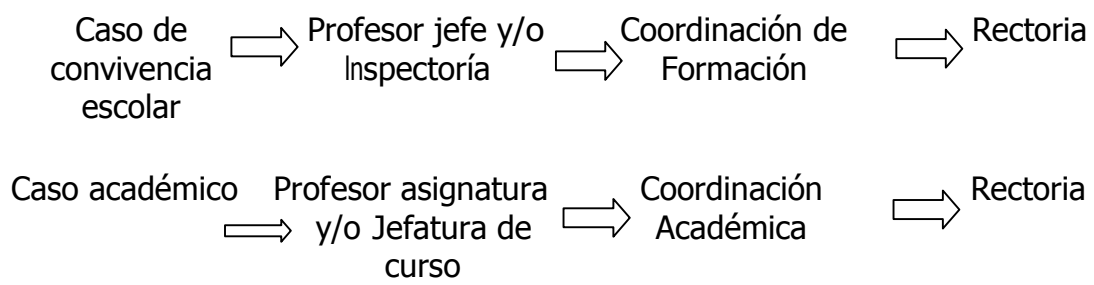 Caso de
convivencia
escolar
Profesor jefe y/o
Inspectoría
Coordinación de
Formación
Rectoria
Caso académico
Profesor asignatura
y/o Jefatura de
curso
Coordinación
Académica
Rectoria